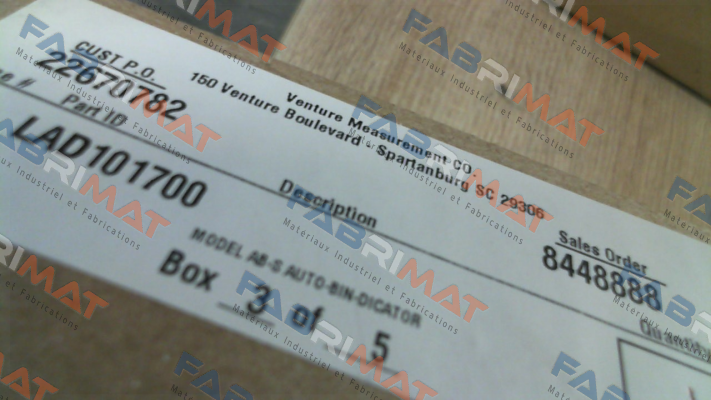 CUST P.O.
22670782
Venture Measurement CO.
150 Venture Boulevard Spartanburg SC 29306
Part ID
LAD101700
Description
Sales Order
8448888
MODEL AB-S AUTO-BIN-DICATOR
Box 3 of 5
FABRIMAT
Materiaux Industriel et Fabrications